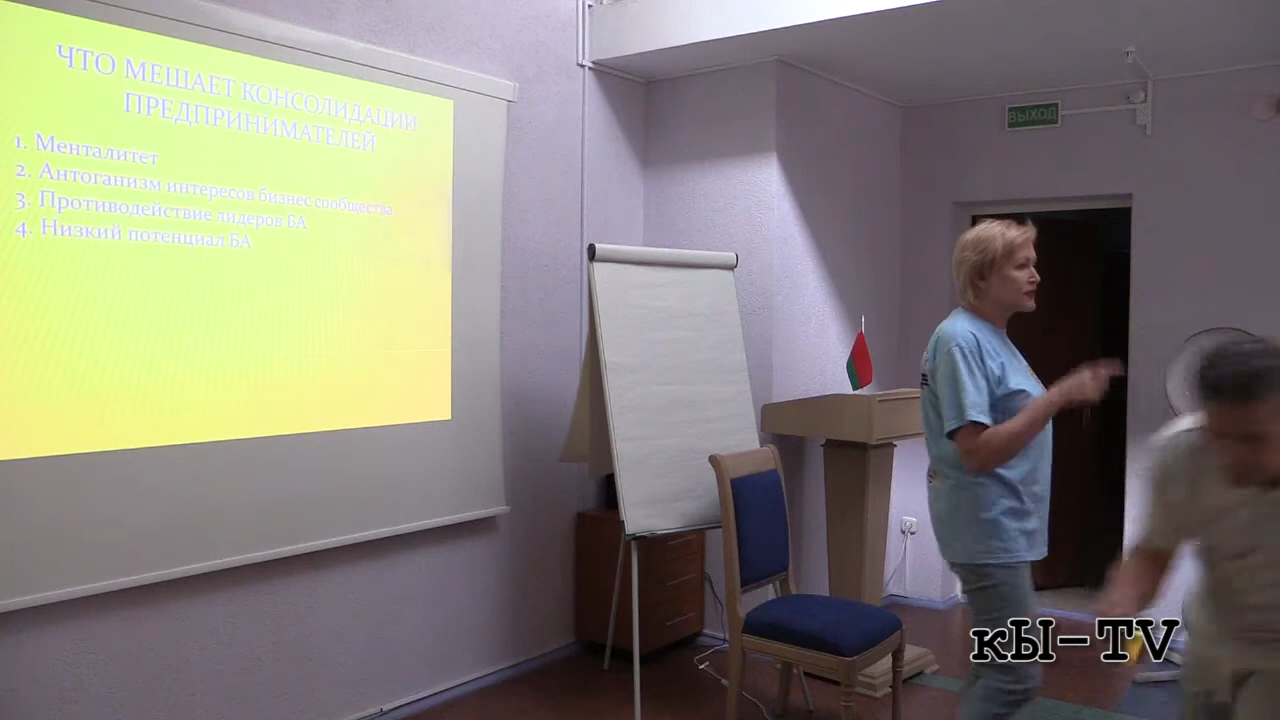 ЧТО МЕШАЕТ КОНСОЛИДАЦИИ
ПРЕДПРИНИМАТЕЛЕЙ
1. Менталитет
2. Антоганизм интересов бизнес сообщества
3. Противодействие лидеров БА
4. Низкий потенциал БА
ВЫХОД
кЫ-TV